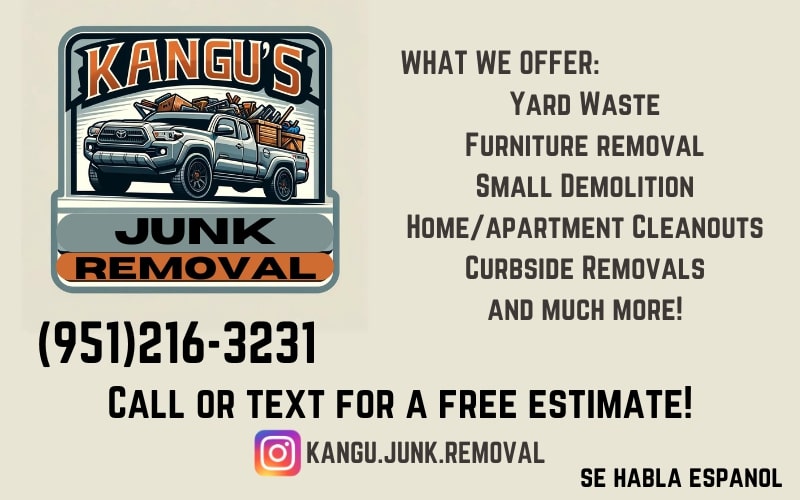 KANGU'S
JUNK
REMOVAL
(951)216-3231
WHAT WE OFFER:
YARD WASTE
FURNITURE REMOVAL
SMALL DEMOLITION
HOME/APARTMENT CLEANOUTS
CURBSIDE REMOVALS
AND MUCH MORE!
CALL OR TEXT FOR A FREE ESTIMATE!
KANGU.JUNK.REMOVAL
SE HABLA ESPANOL